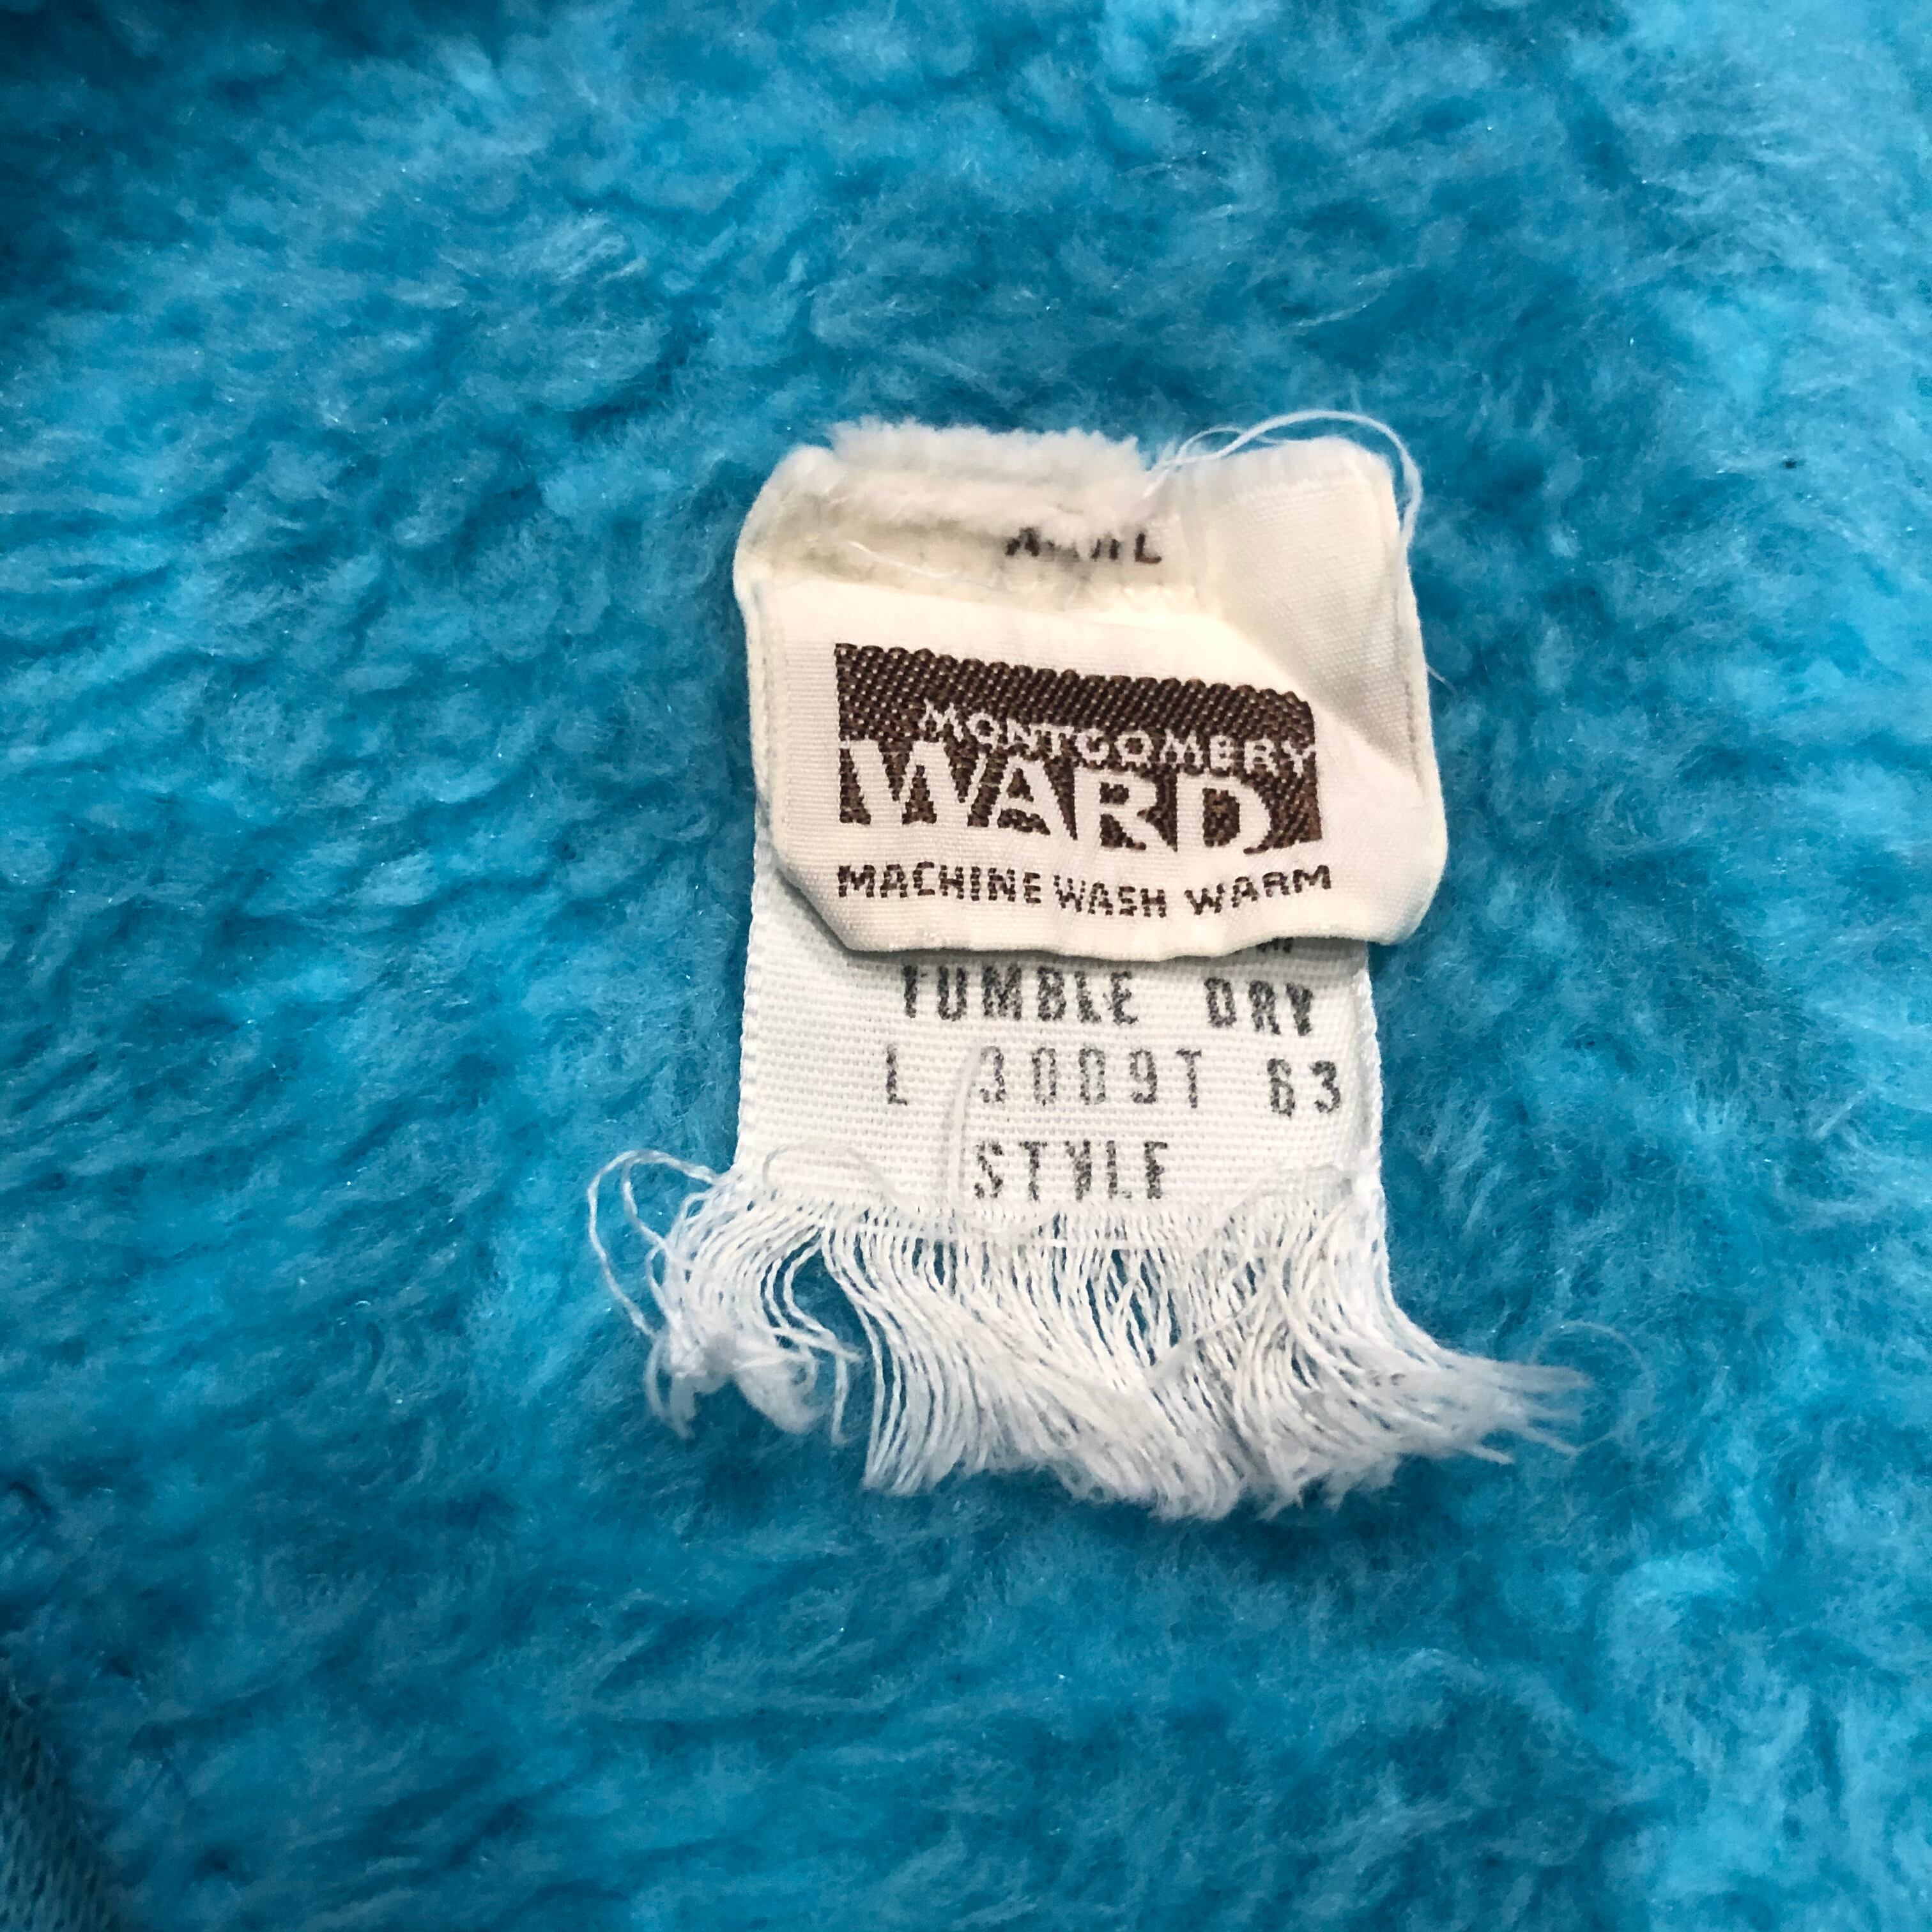 MONTGOMERY
WARD
MACHINE WASH WARM
TUMBLE DRY
L 3009T 63
STYLE